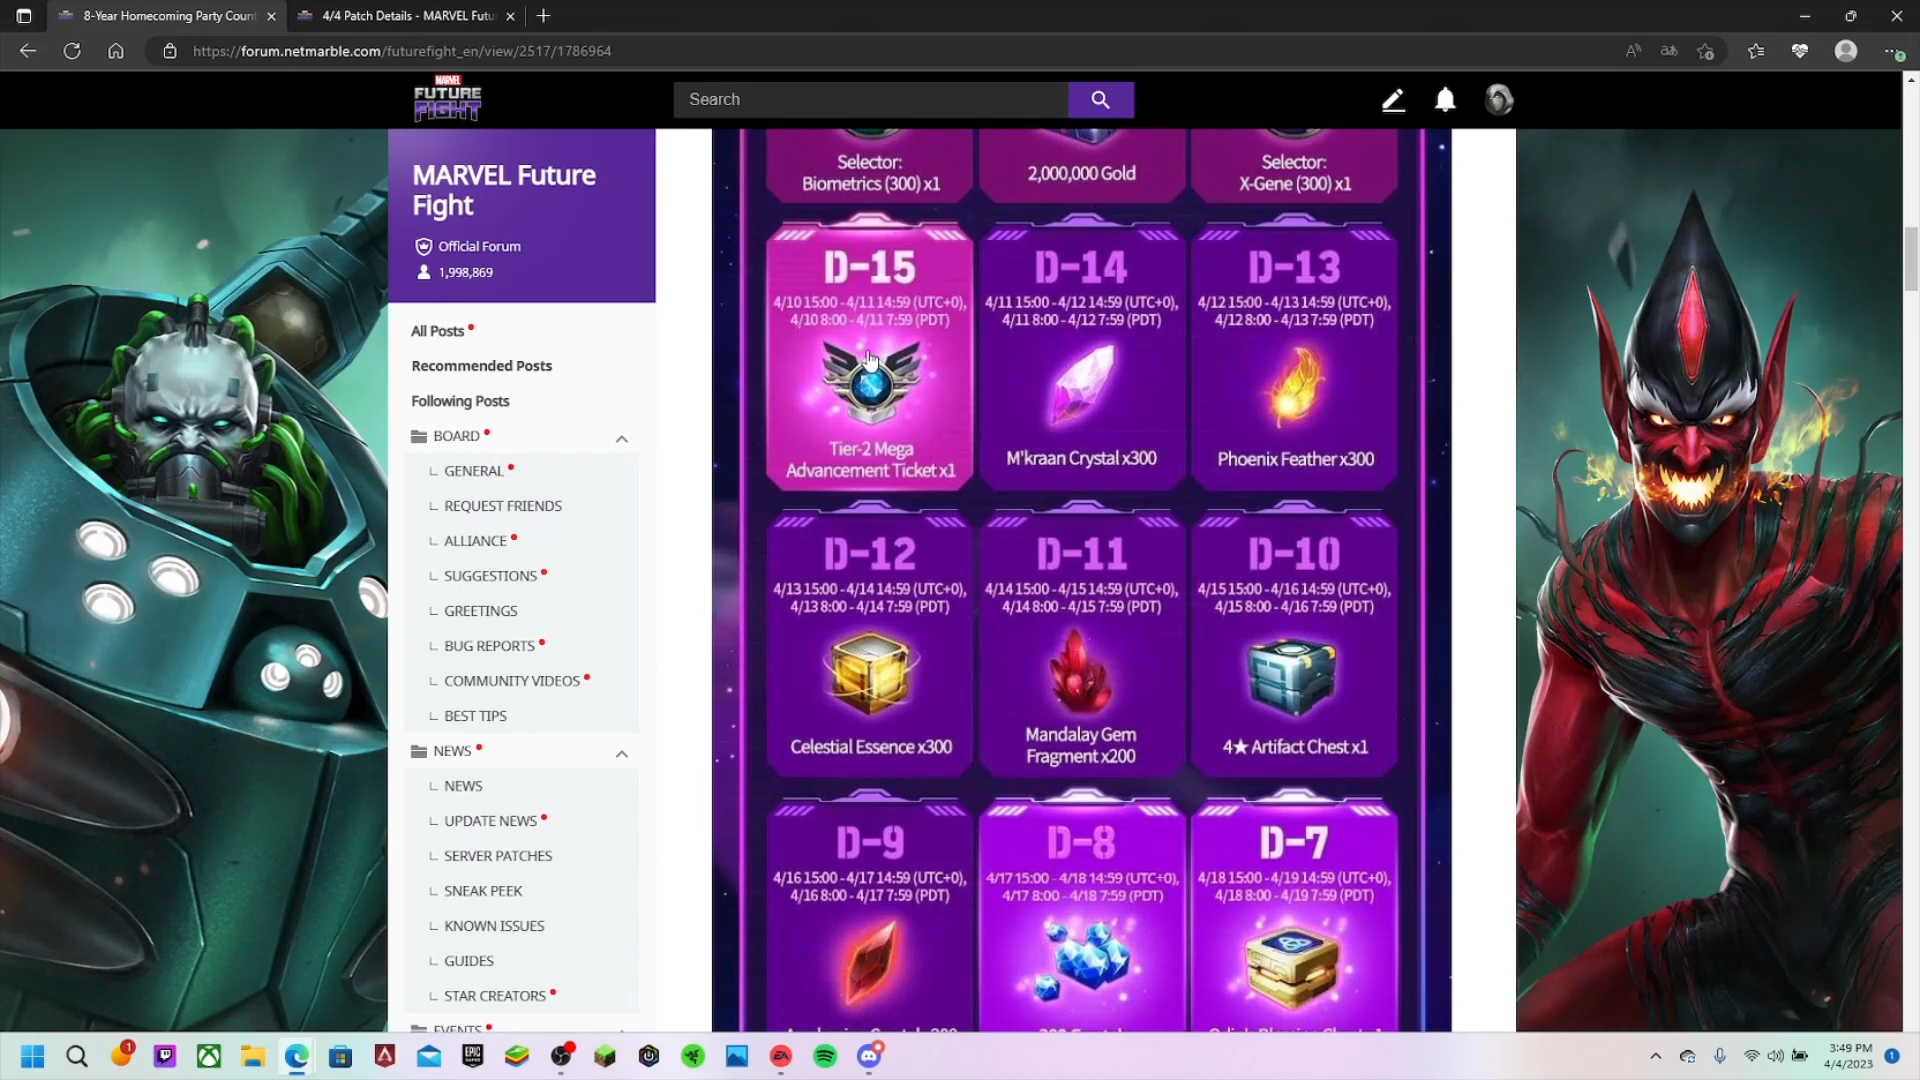 8-Year Homecoming Party Coun
4/4 Patch Details - MARVEL Futu
https://forum.netmarble.com/futurefight_en/view/2517/1786964
MARVEL
FUTURE
FIGHT
Search
MARVEL Future
Fight
Official Forum
1,998,869
All Posts
Recommended Posts
Following Posts
BOARD
GENERAL
REQUEST FRIENDS
ALLIANCE
SUGGESTIONS
GREETINGS
BUG REPORTS
COMMUNITY VIDEOS
BEST TIPS
NEWS
NEWS
UPDATE NEWS
SERVER PATCHES
SNEAK PEEK
KNOWN ISSUES
GUIDES
STAR CREATORS
EVENTS
Selector:
Biometrics (300) x1
2,000,000 Gold
Selector:
X-Gene (300) x1
D-15
4/10 15:00 - 4/11 14:59 (UTC+0),
4/10 8:00 - 4/11 7:59 (PDT)
Tier-2 Mega
Advancement Ticket x1
D-14
4/11 15:00 - 4/12 14:59 (UTC+0),
4/11 8:00 - 4/12 7:59 (PDT)
M'kraan Crystal x300
D-13
4/12 15:00 - 4/13 14:59 (UTC+0),
4/12 8:00 - 4/13 7:59 (PDT)
Phoenix Feather x300
D-12
4/13 15:00 - 4/14 14:59 (UTC+0),
4/13 8:00 - 4/14 7:59 (PDT)
Celestial Essence x300
D-11
4/14 15:00 - 4/15 14:59 (UTC+0),
4/14 8:00 - 4/15 7:59 (PDT)
Mandalay Gem
Fragment x200
D-10
4/15 15:00 - 4/16 14:59 (UTC+0),
4/15 8:00 - 4/16 7:59 (PDT)
4★ Artifact Chest x1
D-9
4/16 15:00 - 4/17 14:59 (UTC+0),
4/16 8:00 - 4/17 7:59 (PDT)
D-8
4/17 15:00 - 4/18 14:59 (UTC+0),
4/17 8:00 - 4/18 7:59 (PDT)
D-7
4/18 15:00 - 4/19 14:59 (UTC+0),
4/18 8:00 - 4/19 7:59 (PDT)
1
EPIC
GAMES
EA
3:49 PM
4/4/2023
1